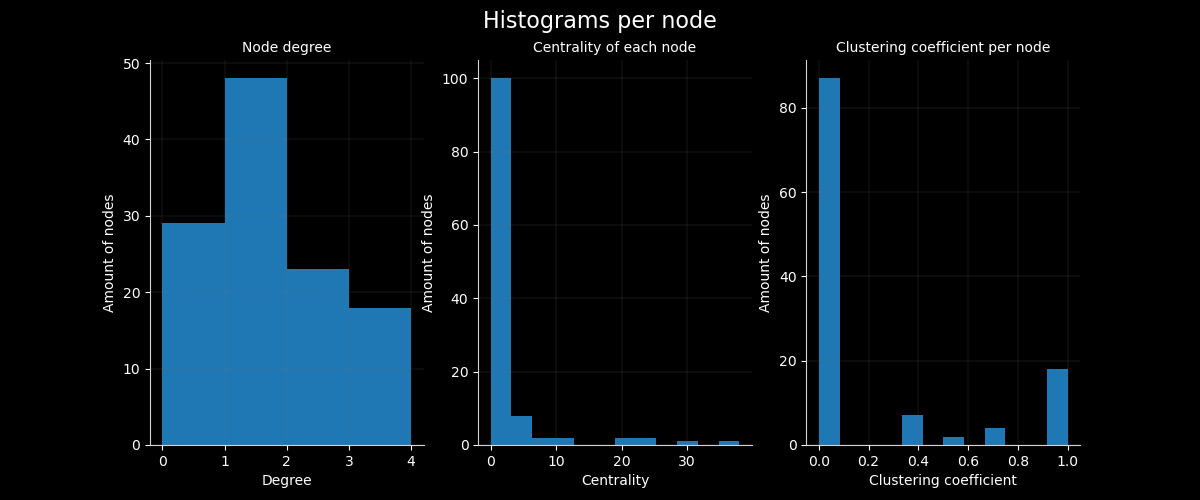 Histograms per node
Node degree
Amount of nodes
50
40
30
20
10
0
0 1 2 3 4
Degree
Centrality of each node
Amount of nodes
100
80
60
40
20
0
0 10 20 30
Centrality
Clustering coefficient per node
Amount of nodes
80
60
40
20
0
0.0 0.2 0.4 0.6 0.8 1.0
Clustering coefficient